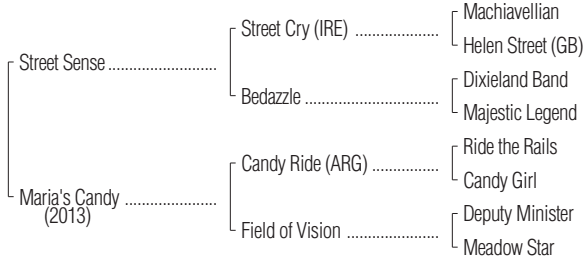 Machiavellian
Street Cry (IRE) ....................
Helen Street (GB)
Street Sense ..........................
Dixieland Band
Bedazzle ................................
Majestic Legend
Ride the Rails
Candy Ride (ARG) ................
Candy Girl
Maria's Candy ......................
(2013)
Deputy Minister
Field of Vision ......................
Meadow Star